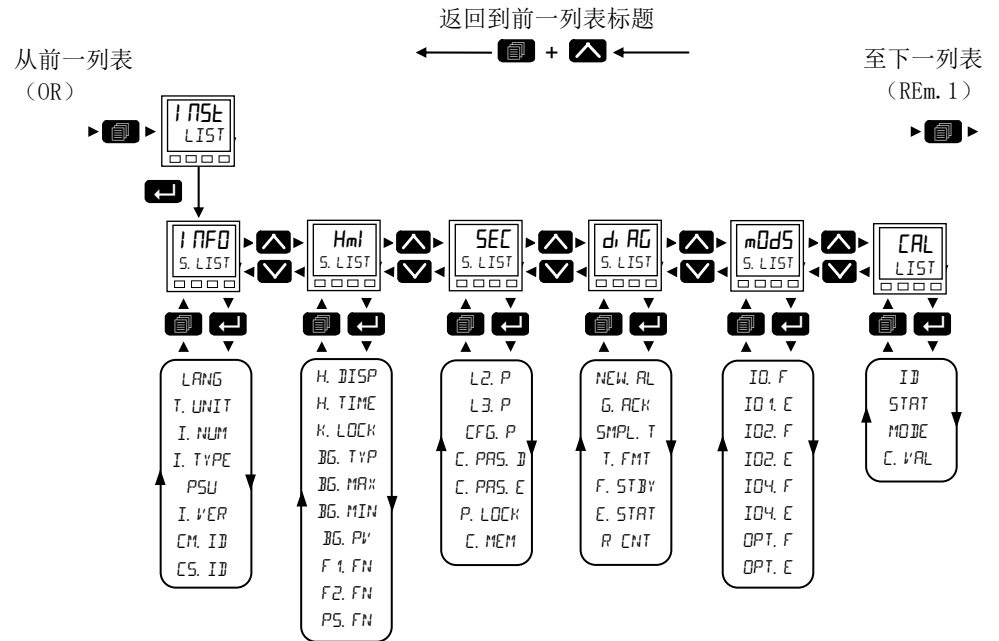 返回到前一列表标题
+
从前一列表
（OR）
至下一列表
（REm.1）
INSt
LIST
INFO
S. LIST
HmI
S. LIST
SEC
S. LIST
diAG
S. LIST
mOdS
S. LIST
CAL
LIST
LANG
T. UNIT
I. NUM
I. TYPE
PSU
I. VER
CM. ID
CS. ID
H. DISP
H. TIME
K. LOCK
BG. TYP
BG. MAX
BG. MIN
BG. PV
F1. FN
F2. FN
PS. FN
L2. P
L3. P
CFG. P
C. PAS. D
C. PAS. E
P. LOCK
C. MEM
NEW. AL
G. ACK
SMPL. T
T. FMT
F. STBY
E. STAT
R CNT
IO. F
IO1. E
IO2. F
IO2. E
IO4. F
IO4. E
OPT. F
OPT. E
ID
STAT
MODE
C. VAL